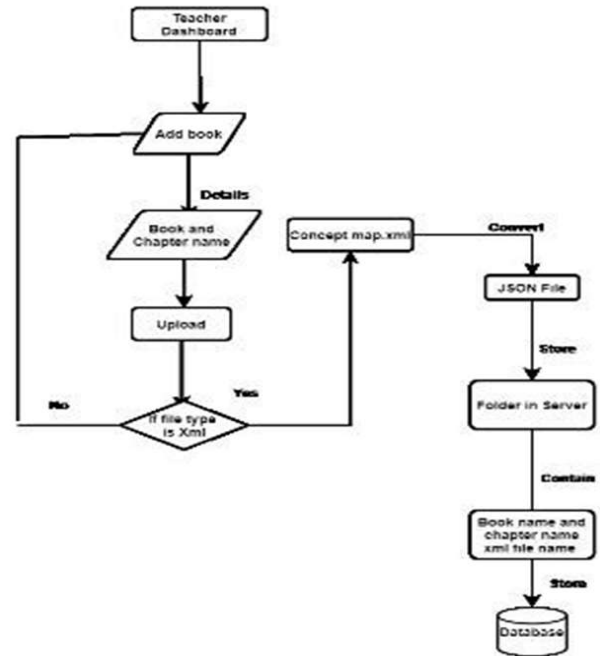 Teacher
Dashboard
Add book
Details
Book and
Chapter name
Upload
No
Yes
If file type
is Xml
Concept map.xml
Convert
JSON File
Store
Folder in Server
Contain
Book name and
chapter name
xml file name
Store
Database